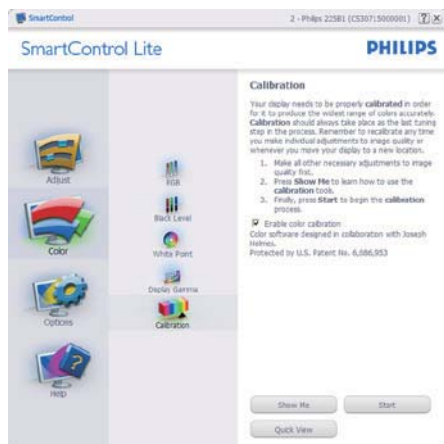 SmartControl
2 - Philips 225B1 (CS30715000001)
SmartControl Lite
PHILIPS
Adjust
Color
Options
Help
RGB
Black Level
White Point
Display Gamma
Calibration
Calibration
Your display needs to be properly calibrated in order
for it to produce the widest range of colors accurately.
Calibration should always take place as the last tuning
step in the process. Remember to recalibrate any time
you make individual adjustments to image quality or
whenever you move your display to a new location.
1. Make all other necessary adjustments to image
quality first.
2. Press Show Me to learn how to use the
calibration tools.
3. Finally, press Start to begin the calibration
process.
Enable color calibration
Color software designed in collaboration with Joseph
Helmes.
Protected by U.S. Patent No. 6,686,953
Show Me
Start
Quick View